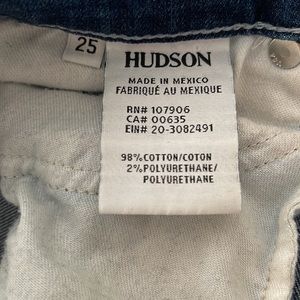 25
HUDSON
MADE IN MEXICO
FABRIQUÉ AU MEXIQUE
RN# 107906
CA# 00635
EIN# 20-3082491
98% COTTON/COTON
2% POLYURETHANE/
POLYURETHANE